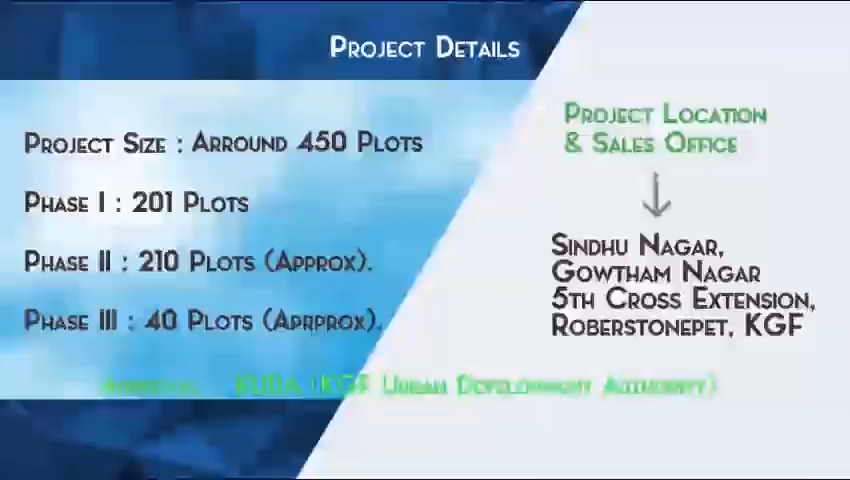 Project Details
Project Size : Arround 450 Plots
Phase I : 201 Plots
Phase II : 210 Plots (Approx).
Phase III : 40 Plots (Aprprox).
Project Location
& Sales Office
Sindhu Nagar,
Gowtham Nagar
5th Cross Extension,
Roberstonepet, KGF
KUDA (KGF Urban Development Authority)